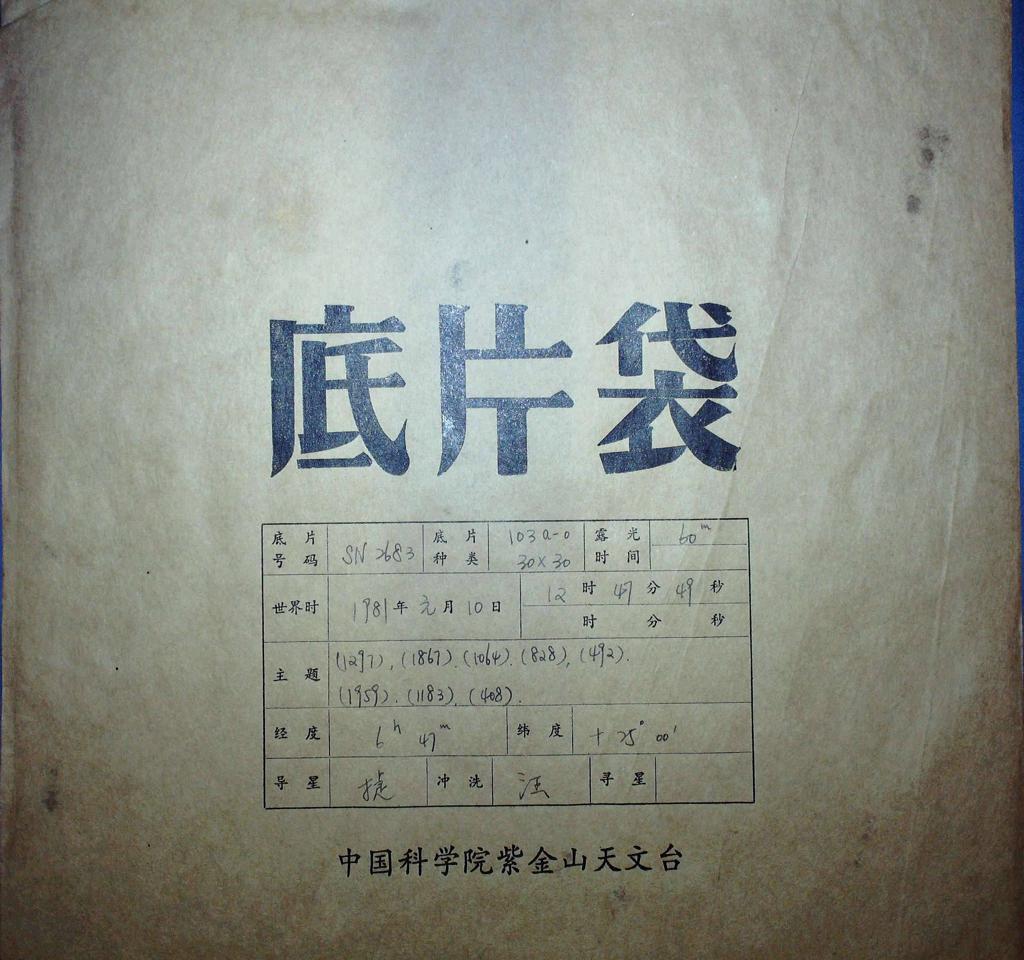 底片袋
底片号码 SN 2683 底片种类 103a-0 30×30 露光时间 60ᵐ
世界时 1981年元月10日 12时47分49秒
时 分 秒
主题 (1297), (1867). (1064). (828), (492).
(1959). (1183). (408).
经度 6ʰ 47ᵐ 纬度 +25° 00′
导星 捷 冲洗 汪 寻星
中国科学院紫金山天文台